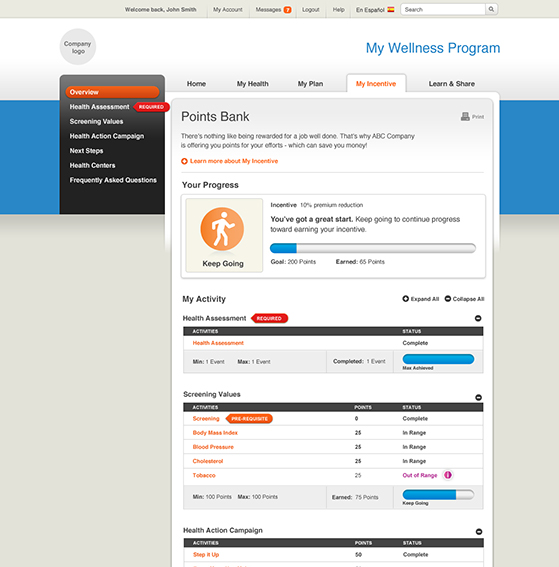 Welcome back, John Smith
My Account
Messages 7
Logout
Help
En Español
Search
Company
logo
My Wellness Program
Home
My Health
My Plan
My Incentive
Learn & Share
Overview
Health Assessment REQUIRED
Screening Values
Health Action Campaign
Next Steps
Health Centers
Frequently Asked Questions
Points Bank
Print
There's nothing like being rewarded for a job well done. That's why ABC Company
is offering you points for your efforts - which can save you money!
Learn more about My Incentive
Your Progress
Keep Going
Incentive 10% premium reduction
You've got a great start. Keep going to continue progress
toward earning your incentive.
Goal: 200 Points Earned: 65 Points
My Activity
Expand All Collapse All
Health Assessment REQUIRED
ACTIVITIES STATUS
Health Assessment Complete
Min: 1 Event Max: 1 Event Completed: 1 Event
Max Achieved
Screening Values
ACTIVITIES POINTS STATUS
Screening PRE-REQUISITE 0 Complete
Body Mass Index 25 In Range
Blood Pressure 25 In Range
Cholesterol 25 In Range
Tobacco 25 Out of Range
Min: 100 Points Max: 100 Points Earned: 75 Points
Keep Going
Health Action Campaign
ACTIVITIES POINTS STATUS
Step it Up 50 Complete